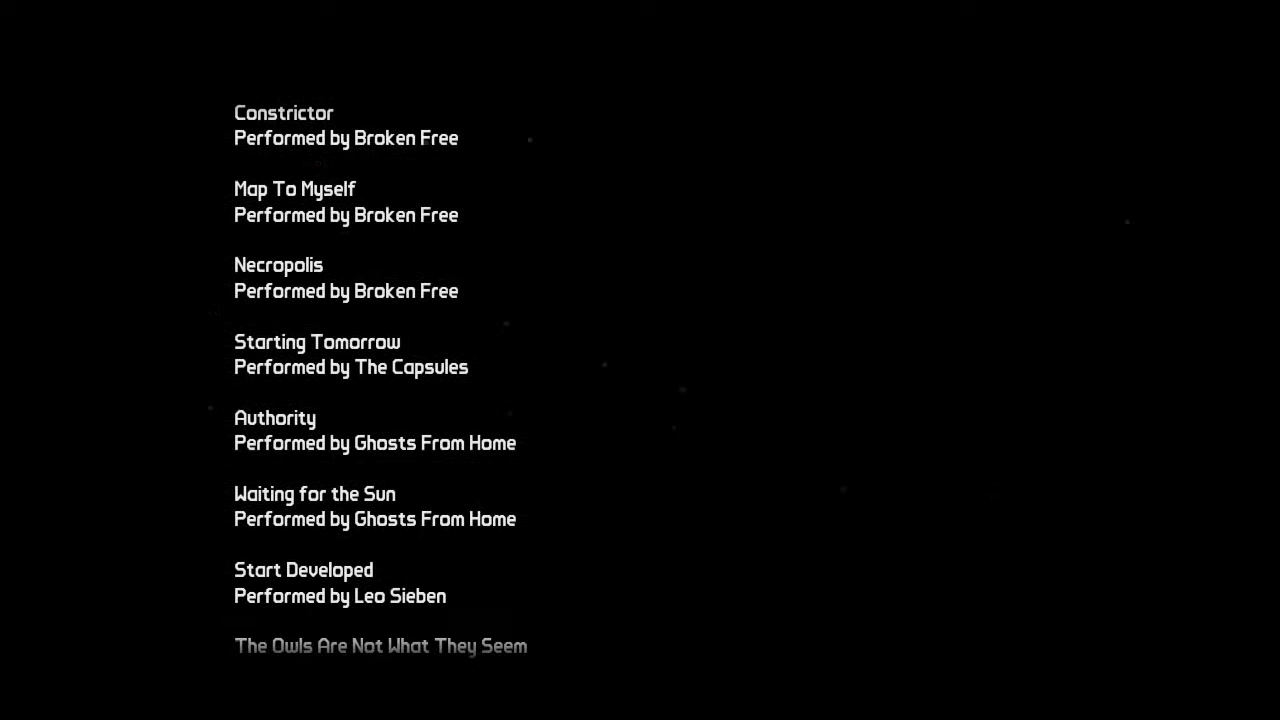 Constrictor
Performed by Broken Free
Map To Myself
Performed by Broken Free
Necropolis
Performed by Broken Free
Starting Tomorrow
Performed by The Capsules
Authority
Performed by Ghosts From Home
Waiting for the Sun
Performed by Ghosts From Home
Start Developed
Performed by Leo Sieben
The Owls Are Not What They Seem